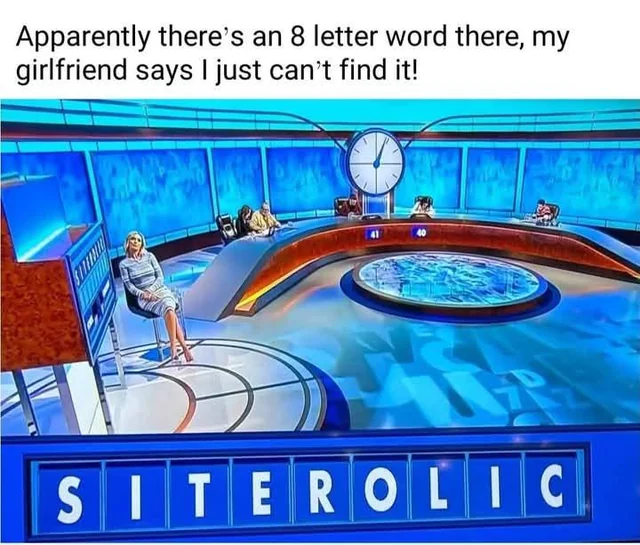 Apparently there's an 8 letter word there, my
girlfriend says I just can't find it!
41 40
SITEROLIC